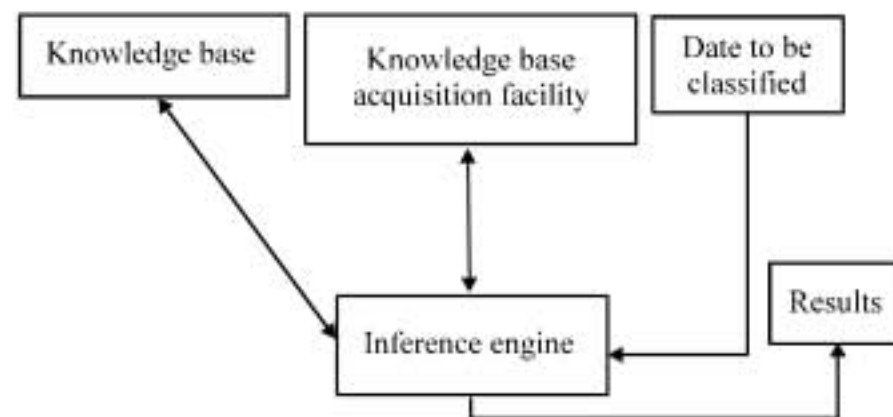 Knowledge base
Knowledge base
acquisition facility
Date to be
classified
Results
Inference engine